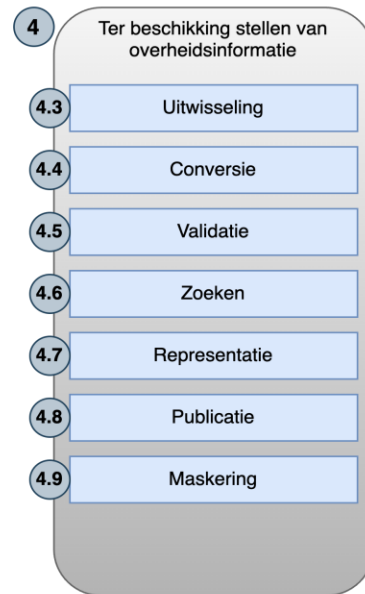 4
Ter beschikking stellen van
overheidsinformatie
4.3 Uitwisseling
4.4 Conversie
4.5 Validatie
4.6 Zoeken
4.7 Representatie
4.8 Publicatie
4.9 Maskering